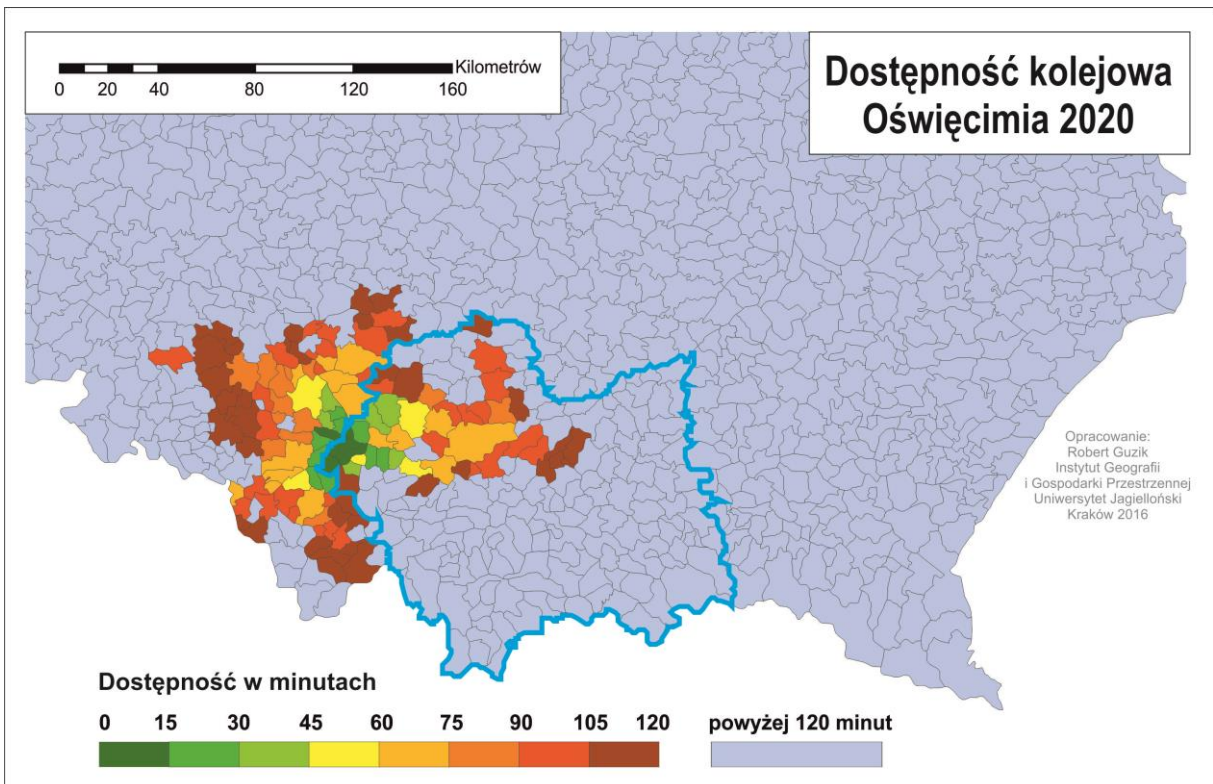 Kilometrów
0 20 40 80 120 160
Dostępność kolejowa
Oświęcimia 2020
Opracowanie:
Robert Guzik
Instytut Geografii
i Gospodarki Przestrzennej
Uniwersytet Jagielloński
Kraków 2016
Dostępność w minutach
0 15 30 45 60 75 90 105 120 powyżej 120 minut